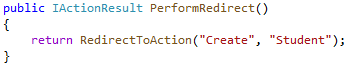 public IActionResult PerformRedirect()
{
    return RedirectToAction("Create", "Student");
}